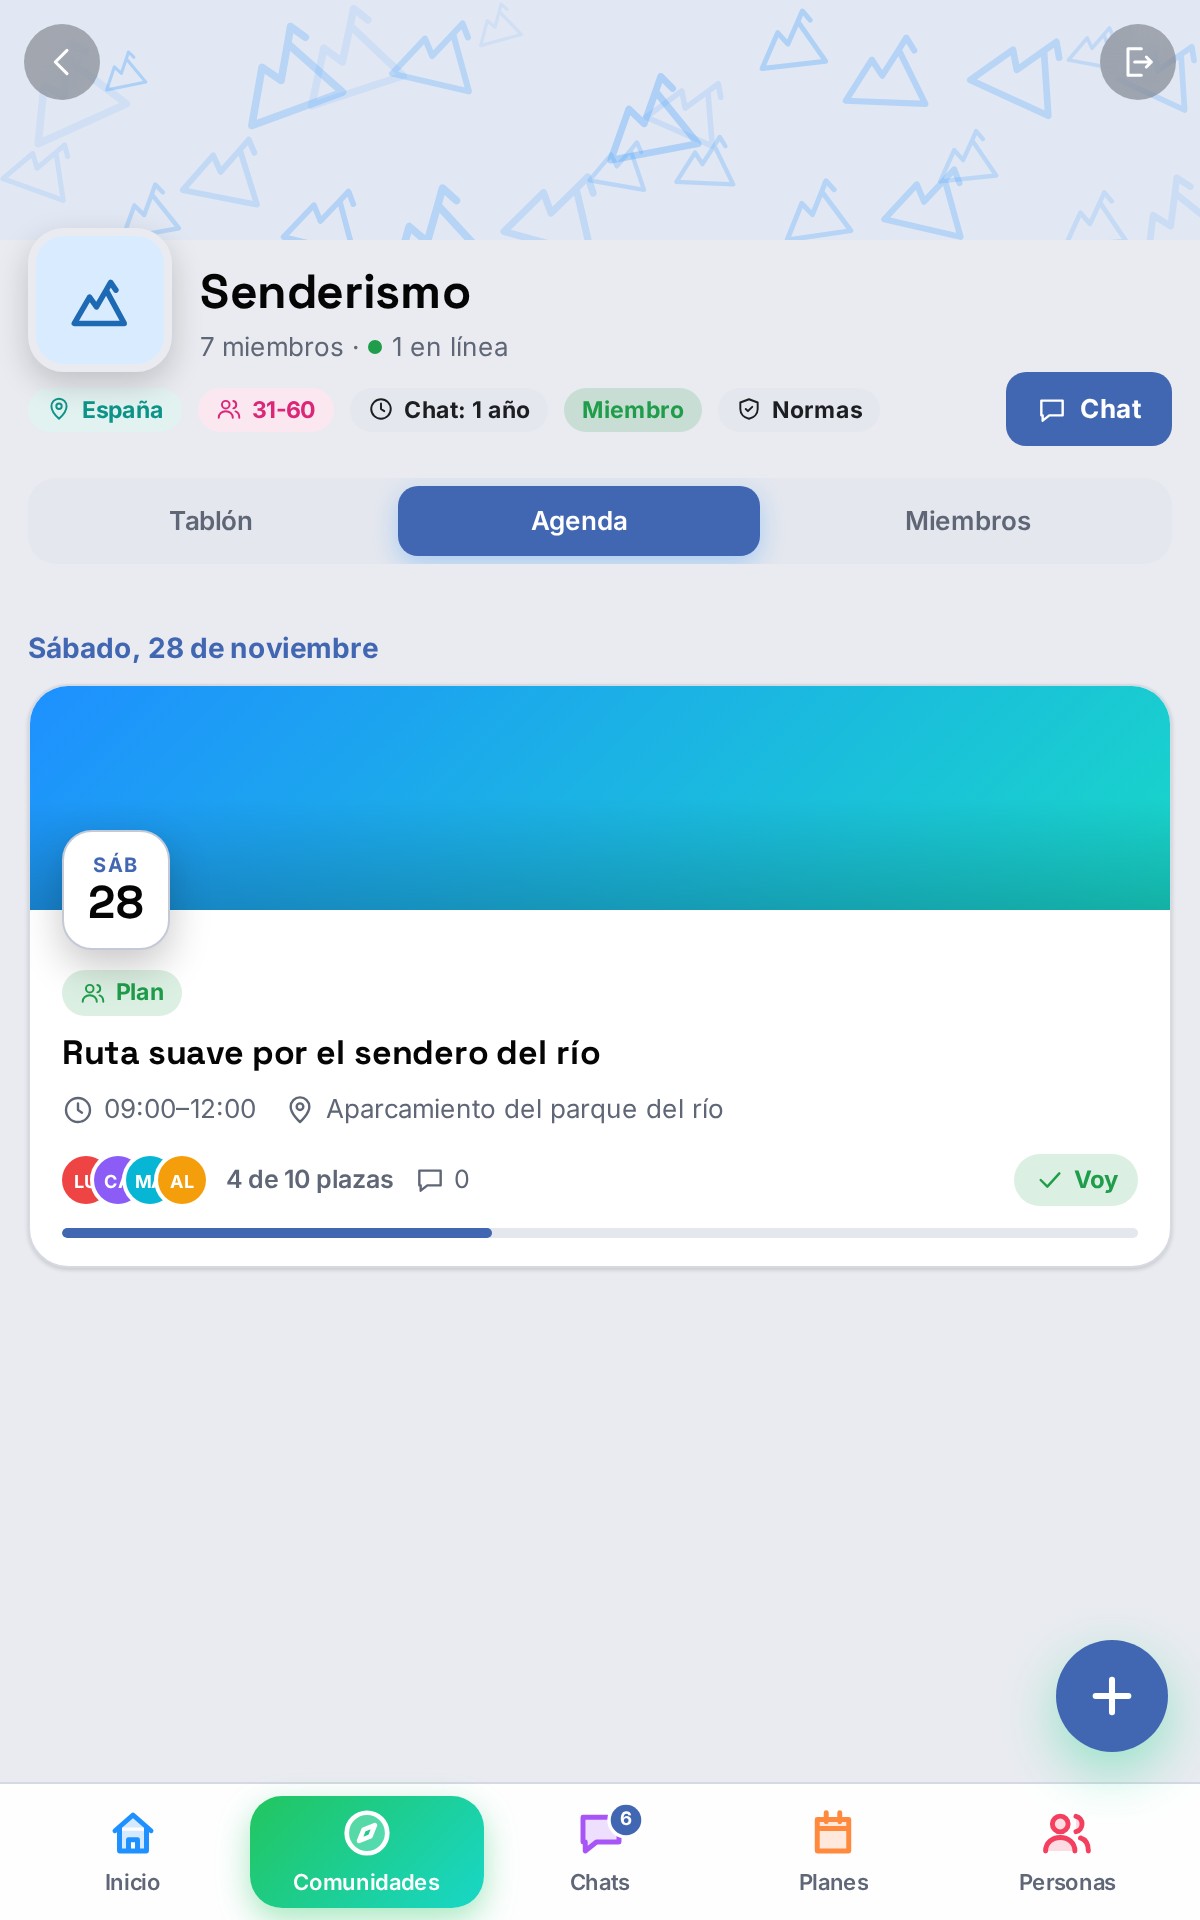 Senderismo
7 miembros · 1 en línea
España
31-60
Chat: 1 año
Miembro
Normas
Chat
Tablón
Agenda
Miembros
Sábado, 28 de noviembre
SÁB
28
Plan
Ruta suave por el sendero del río
09:00–12:00
Aparcamiento del parque del río
AL
4 de 10 plazas
0
Voy
6
Inicio
Comunidades
Chats
Planes
Personas